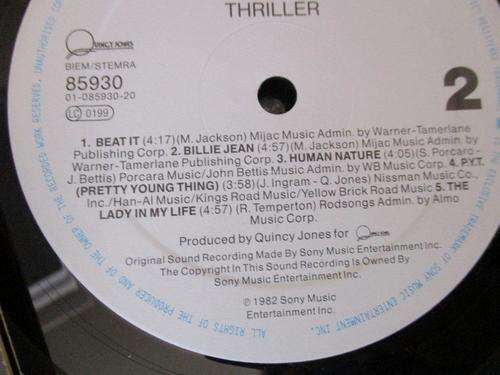 THRILLER
QUINCY JONES
BIEM/STEMRA
85930
01-085930-20
LC 0199
2
1. BEAT IT (4:17)(M. Jackson) Mijac Music Admin. by Warner-Tamerlane
Publishing Corp. 2. BILLIE JEAN (4:57)(M. Jackson) Mijac Music Admin. by
Warner-Tamerlane Publishing Corp. 3. HUMAN NATURE (4:05)(S. Porcaro -
J. Bettis) Porcara Music/John Bettis Music Admin. by WB Music Corp. 4. P.Y.T.
(PRETTY YOUNG THING) (3:58)(J. Ingram - Q. Jones) Nissman Music Co.,
Inc./Han-Al Music/Kings Road Music/Yellow Brick Road Music 5. THE
LADY IN MY LIFE (4:57) (R. Temperton) Rodsongs Admin. by Almo
Music Corp.
Produced by Quincy Jones for
Original Sound Recording Made By Sony Music Entertainment Inc.
The Copyright In This Sound Recording Is Owned By
Sony Music Entertainment Inc.
℗ 1982 Sony Music
Entertainment Inc.
ALL RIGHTS OF THE PRODUCER AND OF THE OWNER OF THE RECORDED WORK RESERVED. UNAUTHORISED
TRADEMARK OF SONY MUSIC ENTERTAINMENT INC.